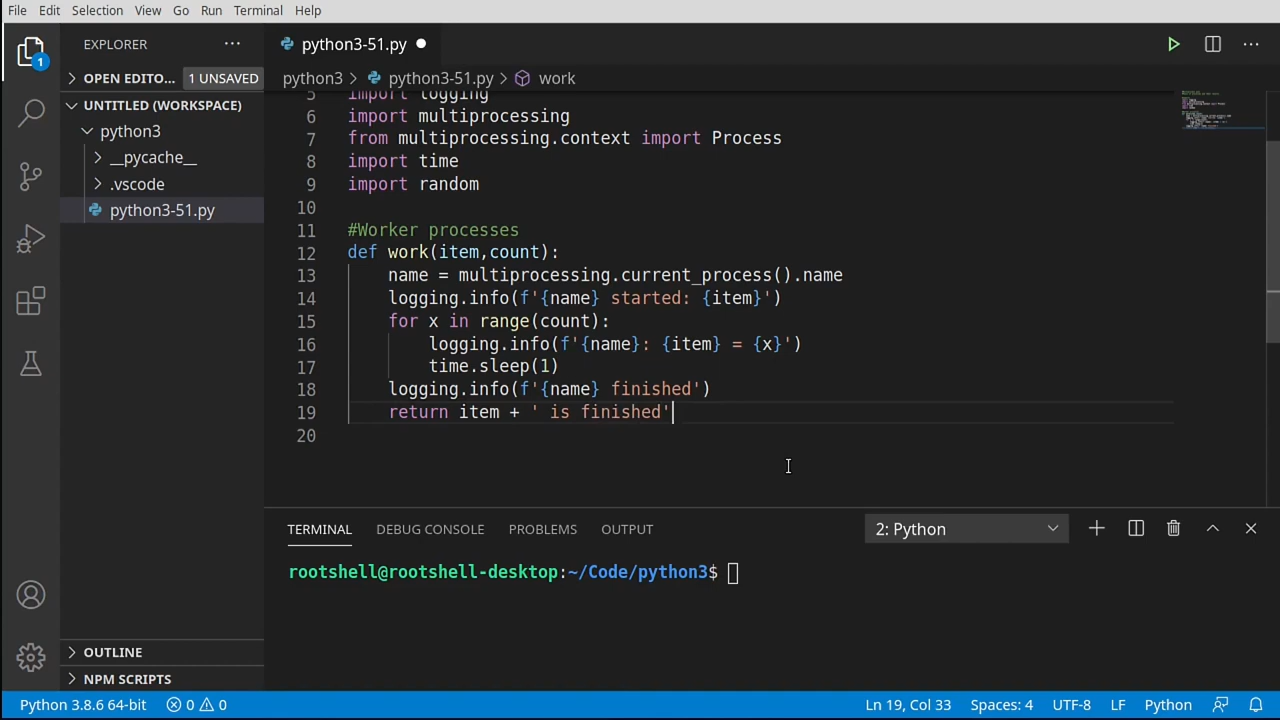 File Edit Selection View Go Run Terminal Help
EXPLORER
python3-51.py
OPEN EDITO... 1 UNSAVED
python3 > python3-51.py > work
UNTITLED (WORKSPACE)
python3
__pycache__
.vscode
python3-51.py
1
5 import logging
6 import multiprocessing
7 from multiprocessing.context import Process
8 import time
9 import random
10
11 #Worker processes
12 def work(item,count):
13 name = multiprocessing.current_process().name
14 logging.info(f'{name} started: {item}')
15 for x in range(count):
16 logging.info(f'{name}: {item} = {x}')
17 time.sleep(1)
18 logging.info(f'{name} finished')
19 return item + ' is finished'
20
TERMINAL DEBUG CONSOLE PROBLEMS OUTPUT 2: Python
rootshell@rootshell-desktop:~/Code/python3$
OUTLINE
NPM SCRIPTS
Python 3.8.6 64-bit 0 0 Ln 19, Col 33 Spaces: 4 UTF-8 LF Python